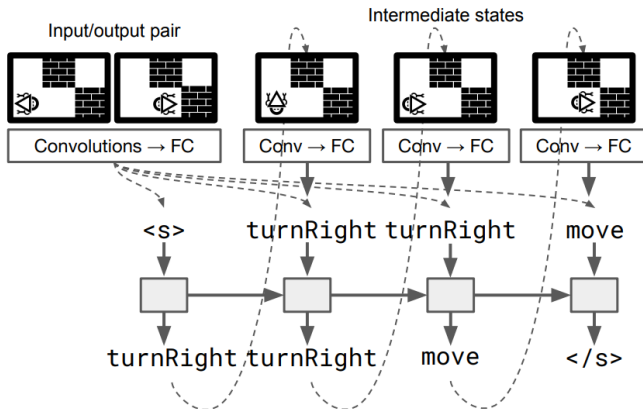 Input/output pair
Intermediate states
Convolutions → FC
Conv → FC
Conv → FC
Conv → FC
<s>
turnRight
turnRight
move
turnRight
turnRight
move
</s>